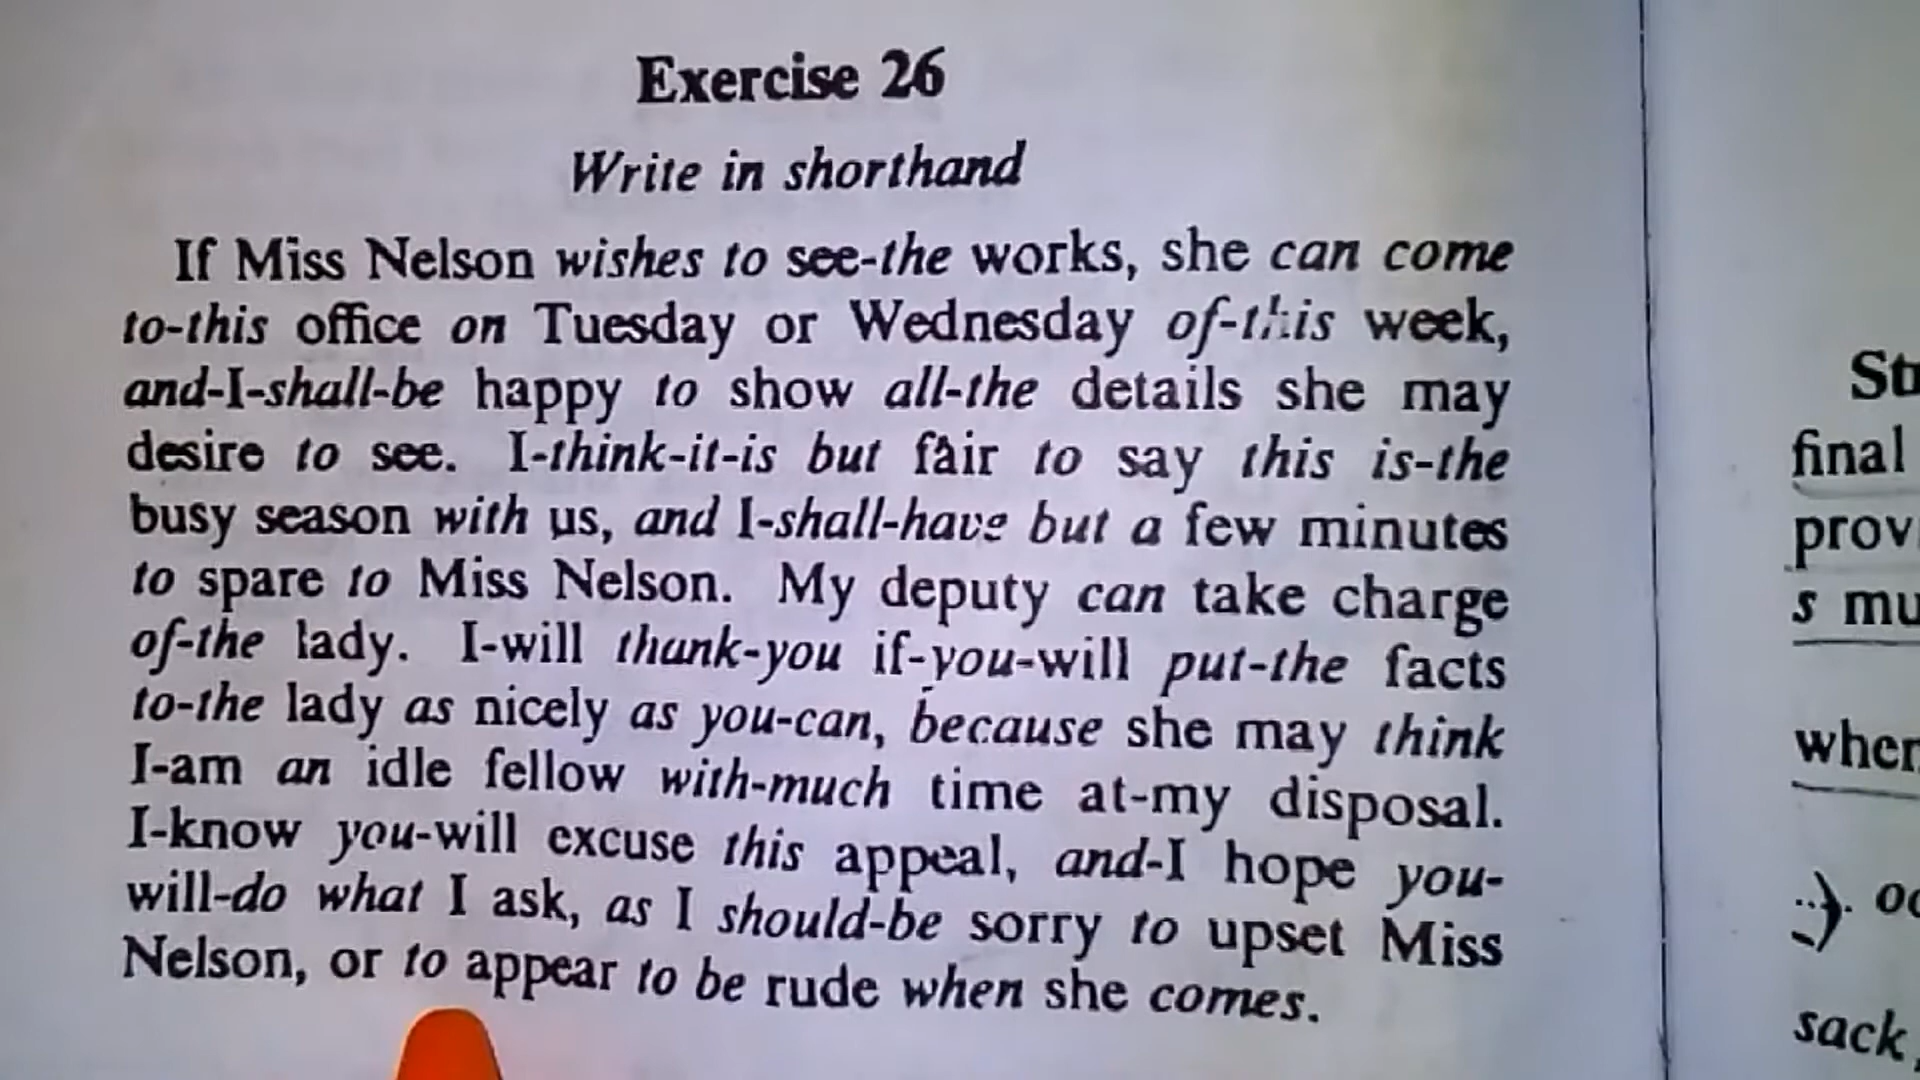 Exercise 26
Write in shorthand
If Miss Nelson wishes to see-the works, she can come
to-this office on Tuesday or Wednesday of-this week,
and-I-shall-be happy to show all-the details she may
desire to see. I-think-it-is but fair to say this is-the
busy season with us, and I-shall-have but a few minutes
to spare to Miss Nelson. My deputy can take charge
of-the lady. I-will thank-you if-you-will put-the facts
to-the lady as nicely as you-can, because she may think
I-am an idle fellow with-much time at-my disposal.
I-know you-will excuse this appeal, and-I hope you-
will-do what I ask, as I should-be sorry to upset Miss
Nelson, or to appear to be rude when she comes.
final
s
sack,